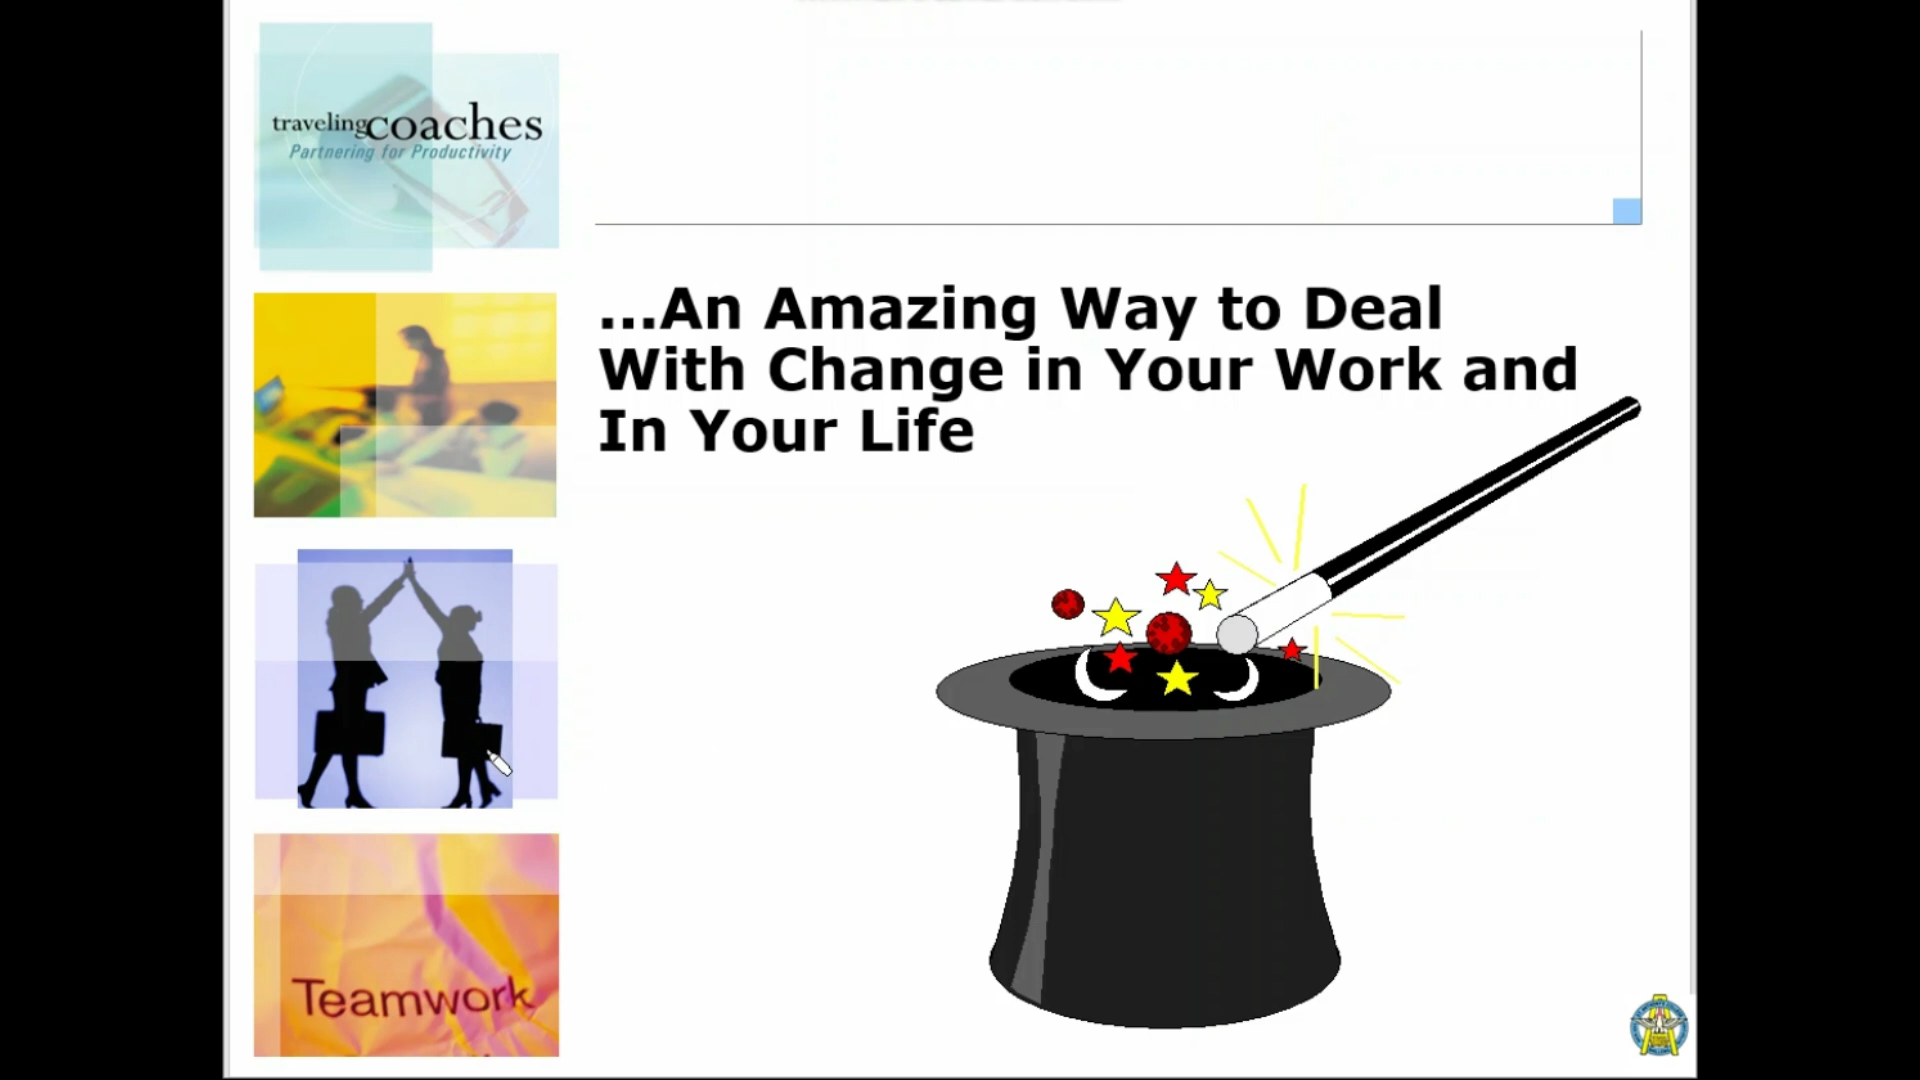 travelingcoaches
Partnering for Productivity
...An Amazing Way to Deal
With Change in Your Work and
In Your Life
Teamwork